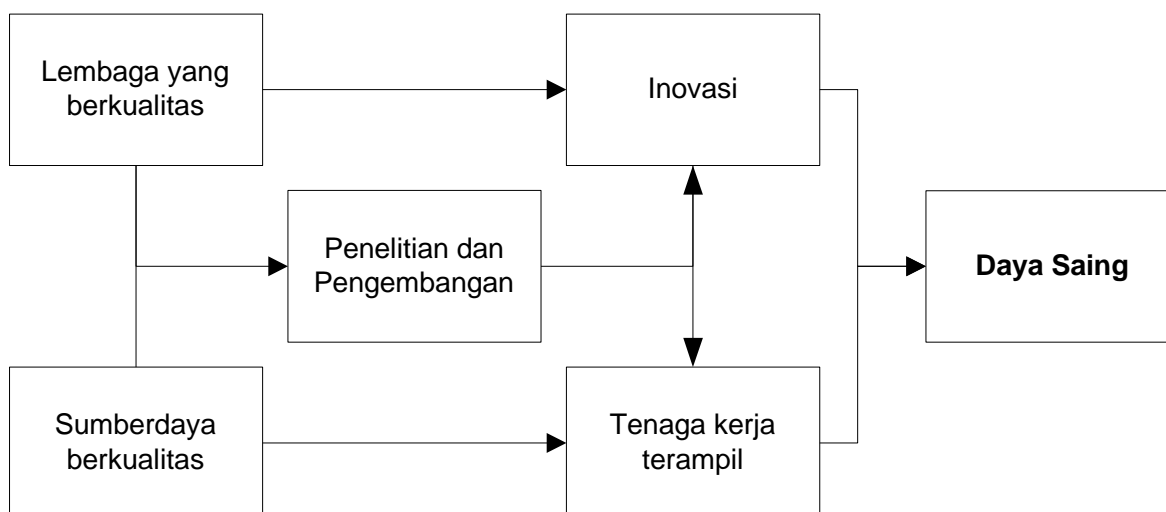 Lembaga yang
berkualitas
Inovasi
Penelitian dan
Pengembangan
Daya Saing
Sumberdaya
berkualitas
Tenaga kerja
terampil